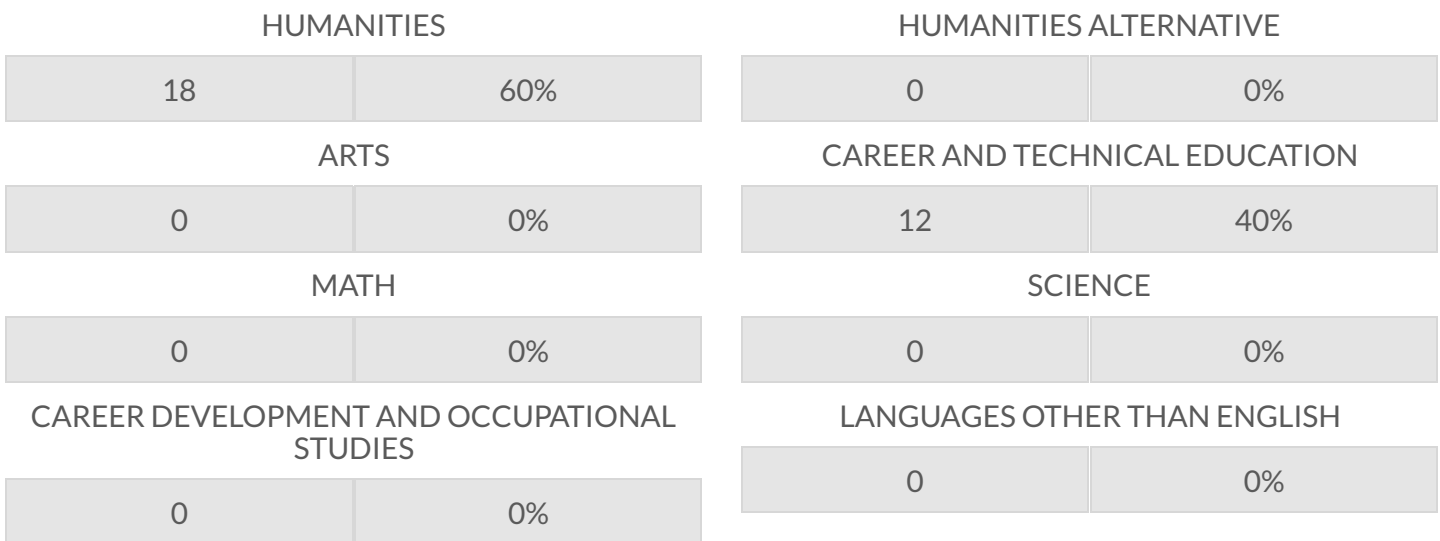 HUMANITIES
18 60%
HUMANITIES ALTERNATIVE
0 0%
ARTS
0 0%
CAREER AND TECHNICAL EDUCATION
12 40%
MATH
0 0%
SCIENCE
0 0%
CAREER DEVELOPMENT AND OCCUPATIONAL
STUDIES
0 0%
LANGUAGES OTHER THAN ENGLISH
0 0%